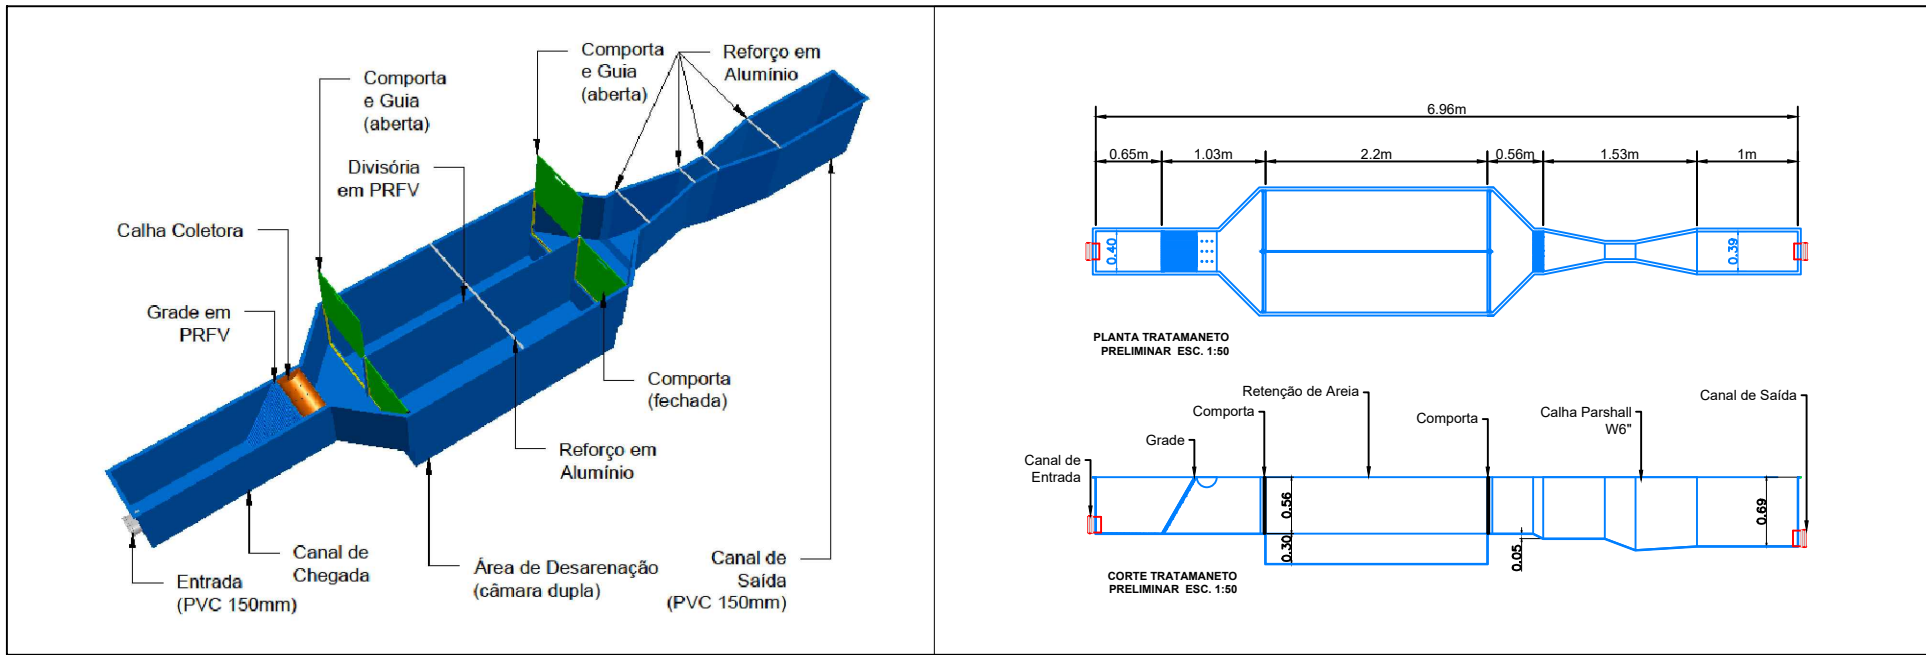 Comporta
e Guia
(aberta)
Reforço em
Alumínio
Comporta
e Guia
(aberta)
Divisória
em PRFV
Calha Coletora
Grade em
PRFV
Comporta
(fechada)
Reforço em
Alumínio
Canal de
Chegada
Entrada
(PVC 150mm)
Área de Desarenação
(câmara dupla)
Canal de
Saída
(PVC 150mm)
6.96m
0.65m
1.03m
2.2m
0.56m
1.53m
1m
0.40
0.39
PLANTA TRATAMANETO
PRELIMINAR ESC. 1:50
Retenção de Areia
Comporta
Grade
Canal de
Entrada
Comporta
Calha Parshall
W6"
Canal de Saída
0.56
0.30
0.05
0.69
CORTE TRATAMANETO
PRELIMINAR ESC. 1:50